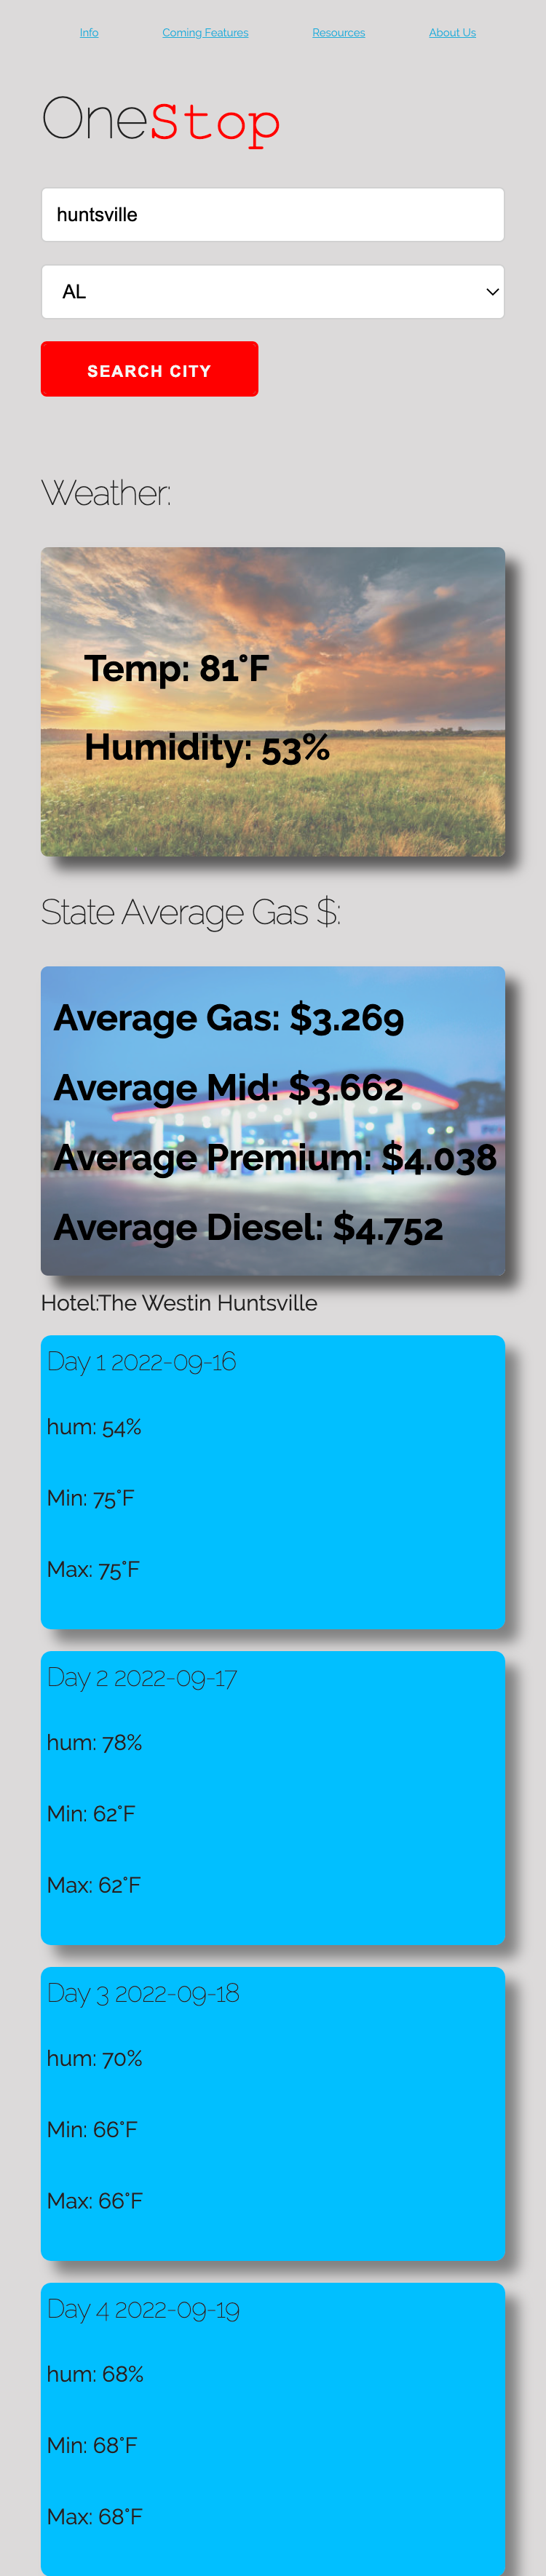 Info Coming Features Resources About Us
OneStop
huntsville
AL
SEARCH CITY
Weather:
Temp: 81°F
Humidity: 53%
State Average Gas $:
Average Gas: $3.269
Average Mid: $3.662
Average Premium: $4.038
Average Diesel: $4.752
Hotel:The Westin Huntsville
Day 1 2022-09-16
hum: 54%
Min: 75°F
Max: 75°F
Day 2 2022-09-17
hum: 78%
Min: 62°F
Max: 62°F
Day 3 2022-09-18
hum: 70%
Min: 66°F
Max: 66°F
Day 4 2022-09-19
hum: 68%
Min: 68°F
Max: 68°F